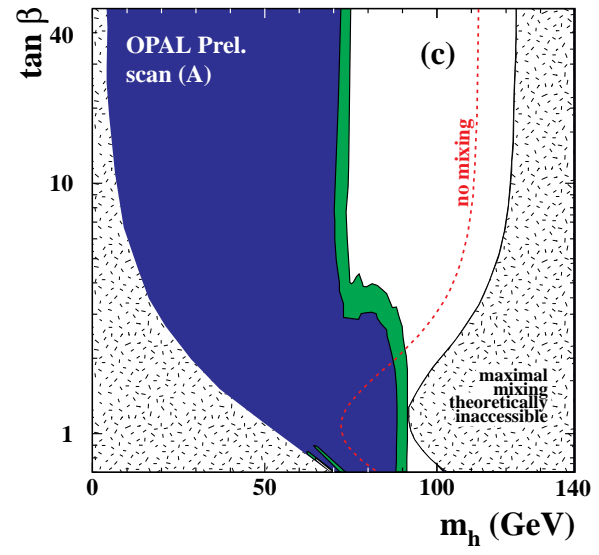 tan β
40
10
1
OPAL Prel.
scan (A)
(c)
no mixing
maximal
mixing
theoretically
inaccessible
0
50
100
140
m_h (GeV)